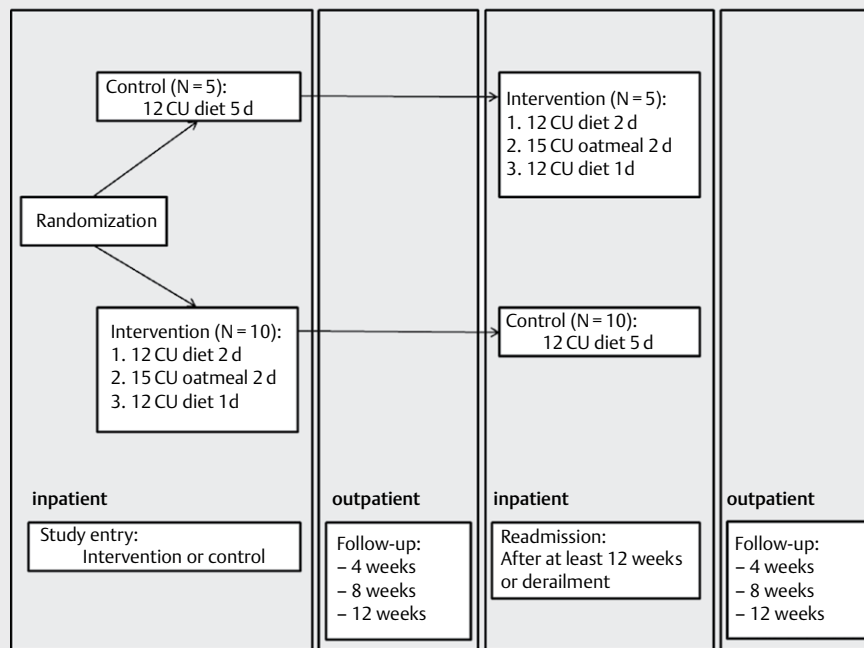 Control (N = 5):
12 CU diet 5 d
Randomization
Intervention (N = 10):
1. 12 CU diet 2 d
2. 15 CU oatmeal 2 d
3. 12 CU diet 1 d
inpatient
Study entry:
Intervention or control
outpatient
Follow-up:
– 4 weeks
– 8 weeks
– 12 weeks
Intervention (N = 5):
1. 12 CU diet 2 d
2. 15 CU oatmeal 2 d
3. 12 CU diet 1 d
Control (N = 10):
12 CU diet 5 d
inpatient
Readmission:
After at least 12 weeks
or derailment
outpatient
Follow-up:
– 4 weeks
– 8 weeks
– 12 weeks